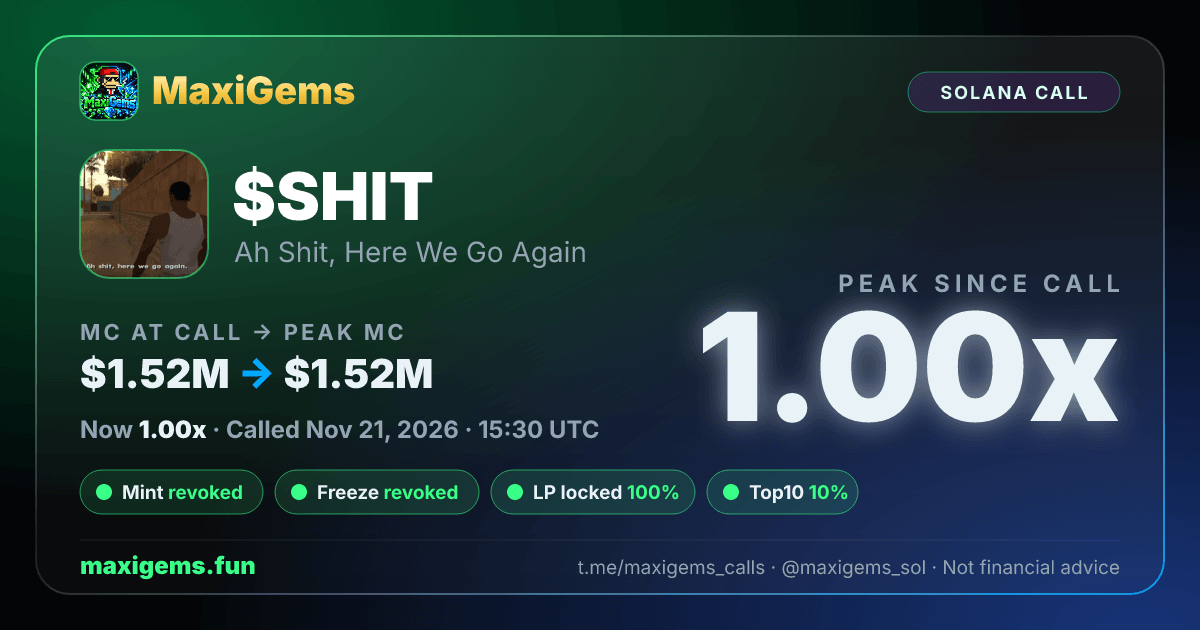 MaxiGems
MaxiGems
SOLANA CALL
$SHIT
Ah Shit, Here We Go Again
Ah shit, here we go again.
PEAK SINCE CALL
1.00x
MC AT CALL → PEAK MC
$1.52M → $1.52M
Now 1.00x · Called Nov 21, 2026 · 15:30 UTC
Mint revoked
Freeze revoked
LP locked 100%
Top10 10%
maxigems.fun
t.me/maxigems_calls · @maxigems_sol · Not financial advice